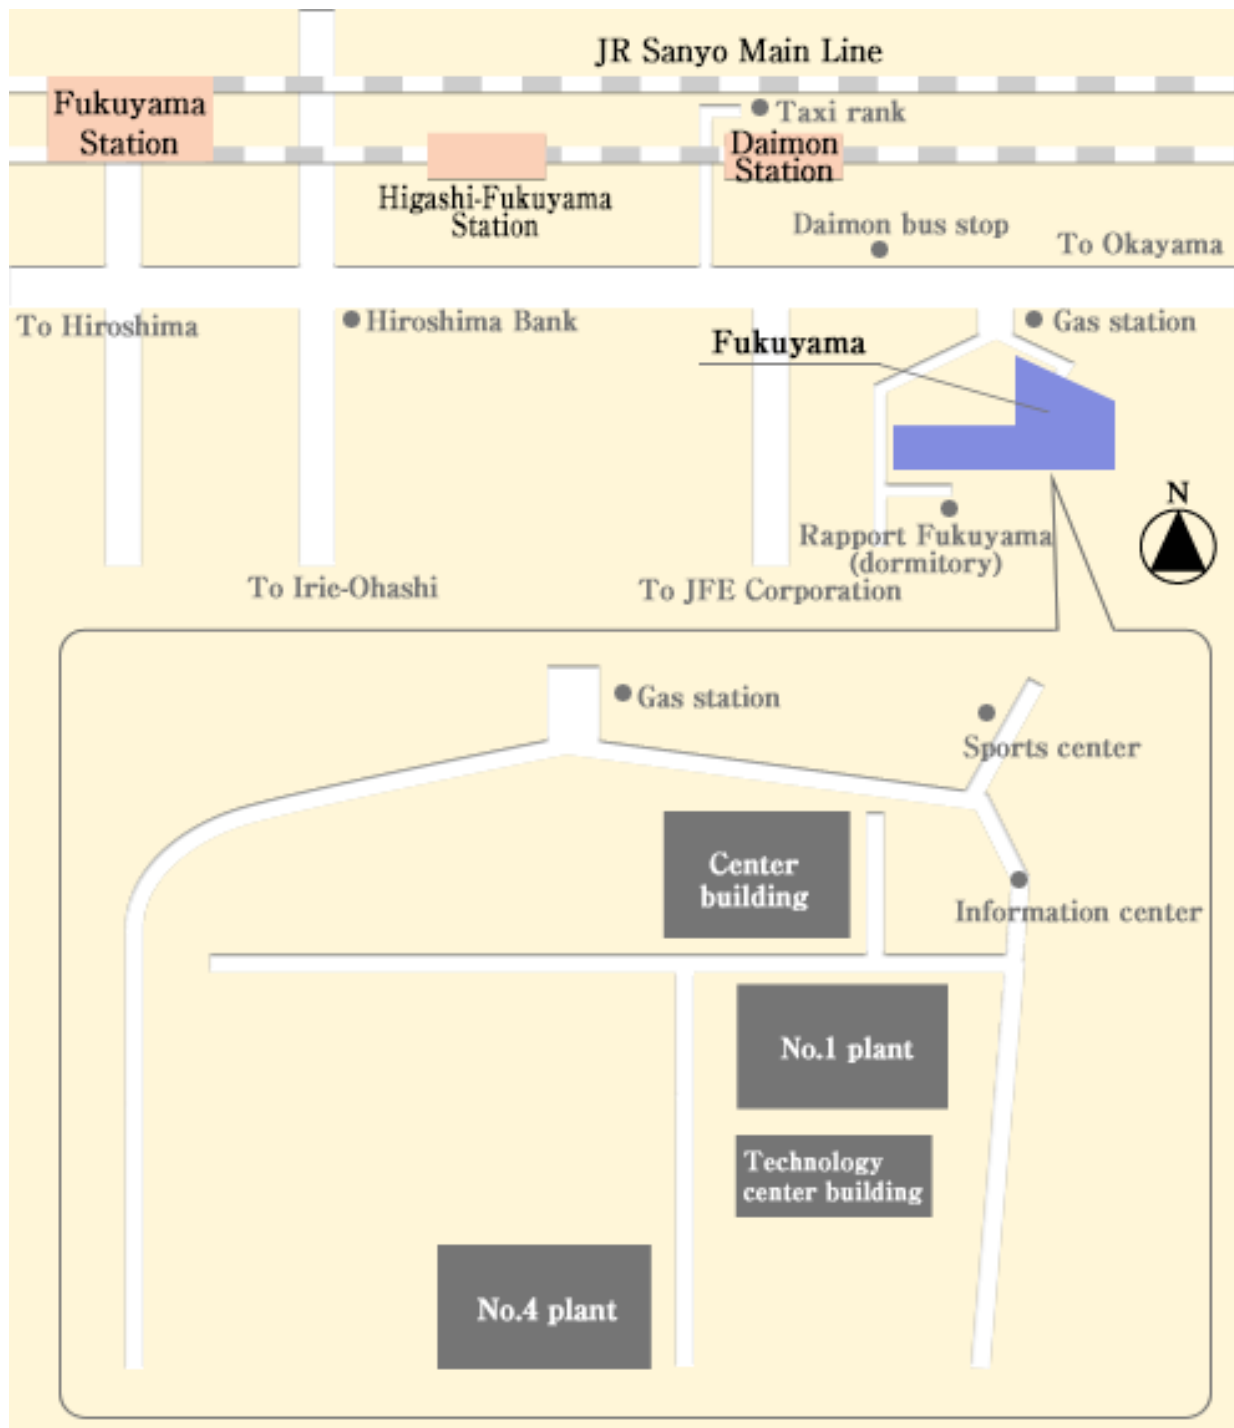 JR Sanyo Main Line
Fukuyama
Station
Taxi rank
Daimon
Station
Higashi-Fukuyama
Station
Daimon bus stop
To Okayama
To Hiroshima
Hiroshima Bank
Gas station
Fukuyama
N
Rapport Fukuyama
(dormitory)
To Irie-Ohashi
To JFE Corporation
Gas station
Sports center
Center
building
Information center
No.1 plant
Technology
center building
No.4 plant